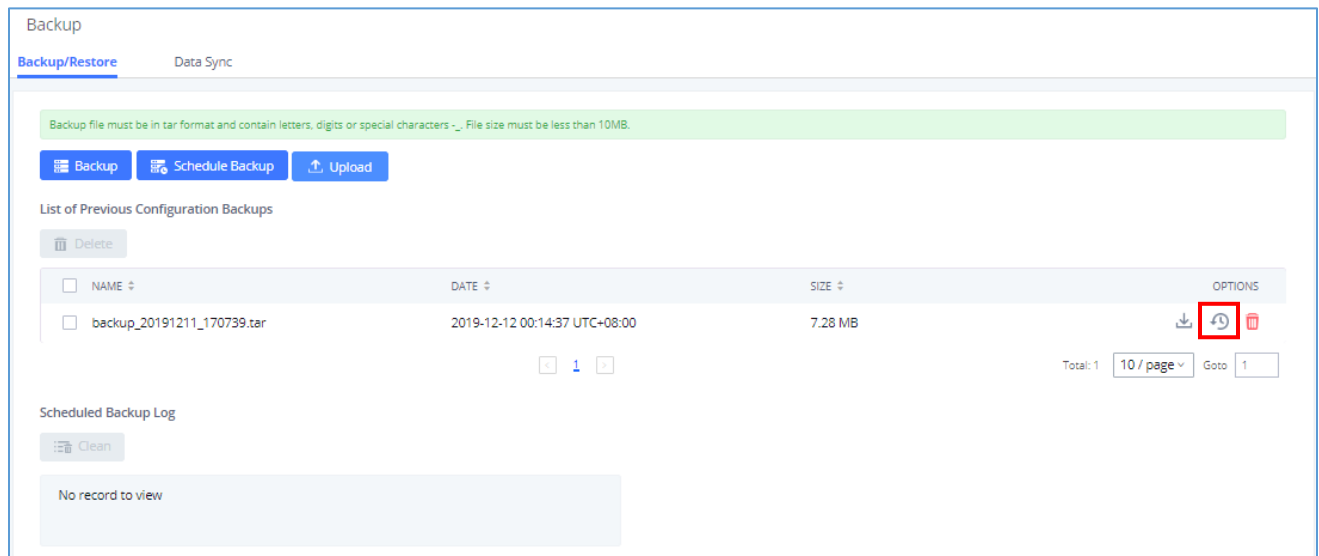 Backup
Backup/Restore Data Sync
Backup file must be in tar format and contain letters, digits or special characters -_. File size must be less than 10MB.
Backup Schedule Backup Upload
List of Previous Configuration Backups
Delete
NAME DATE SIZE OPTIONS
backup_20191211_170739.tar 2019-12-12 00:14:37 UTC+08:00 7.28 MB
< 1 > Total: 1 10 / page Goto 1
Scheduled Backup Log
Clean
No record to view